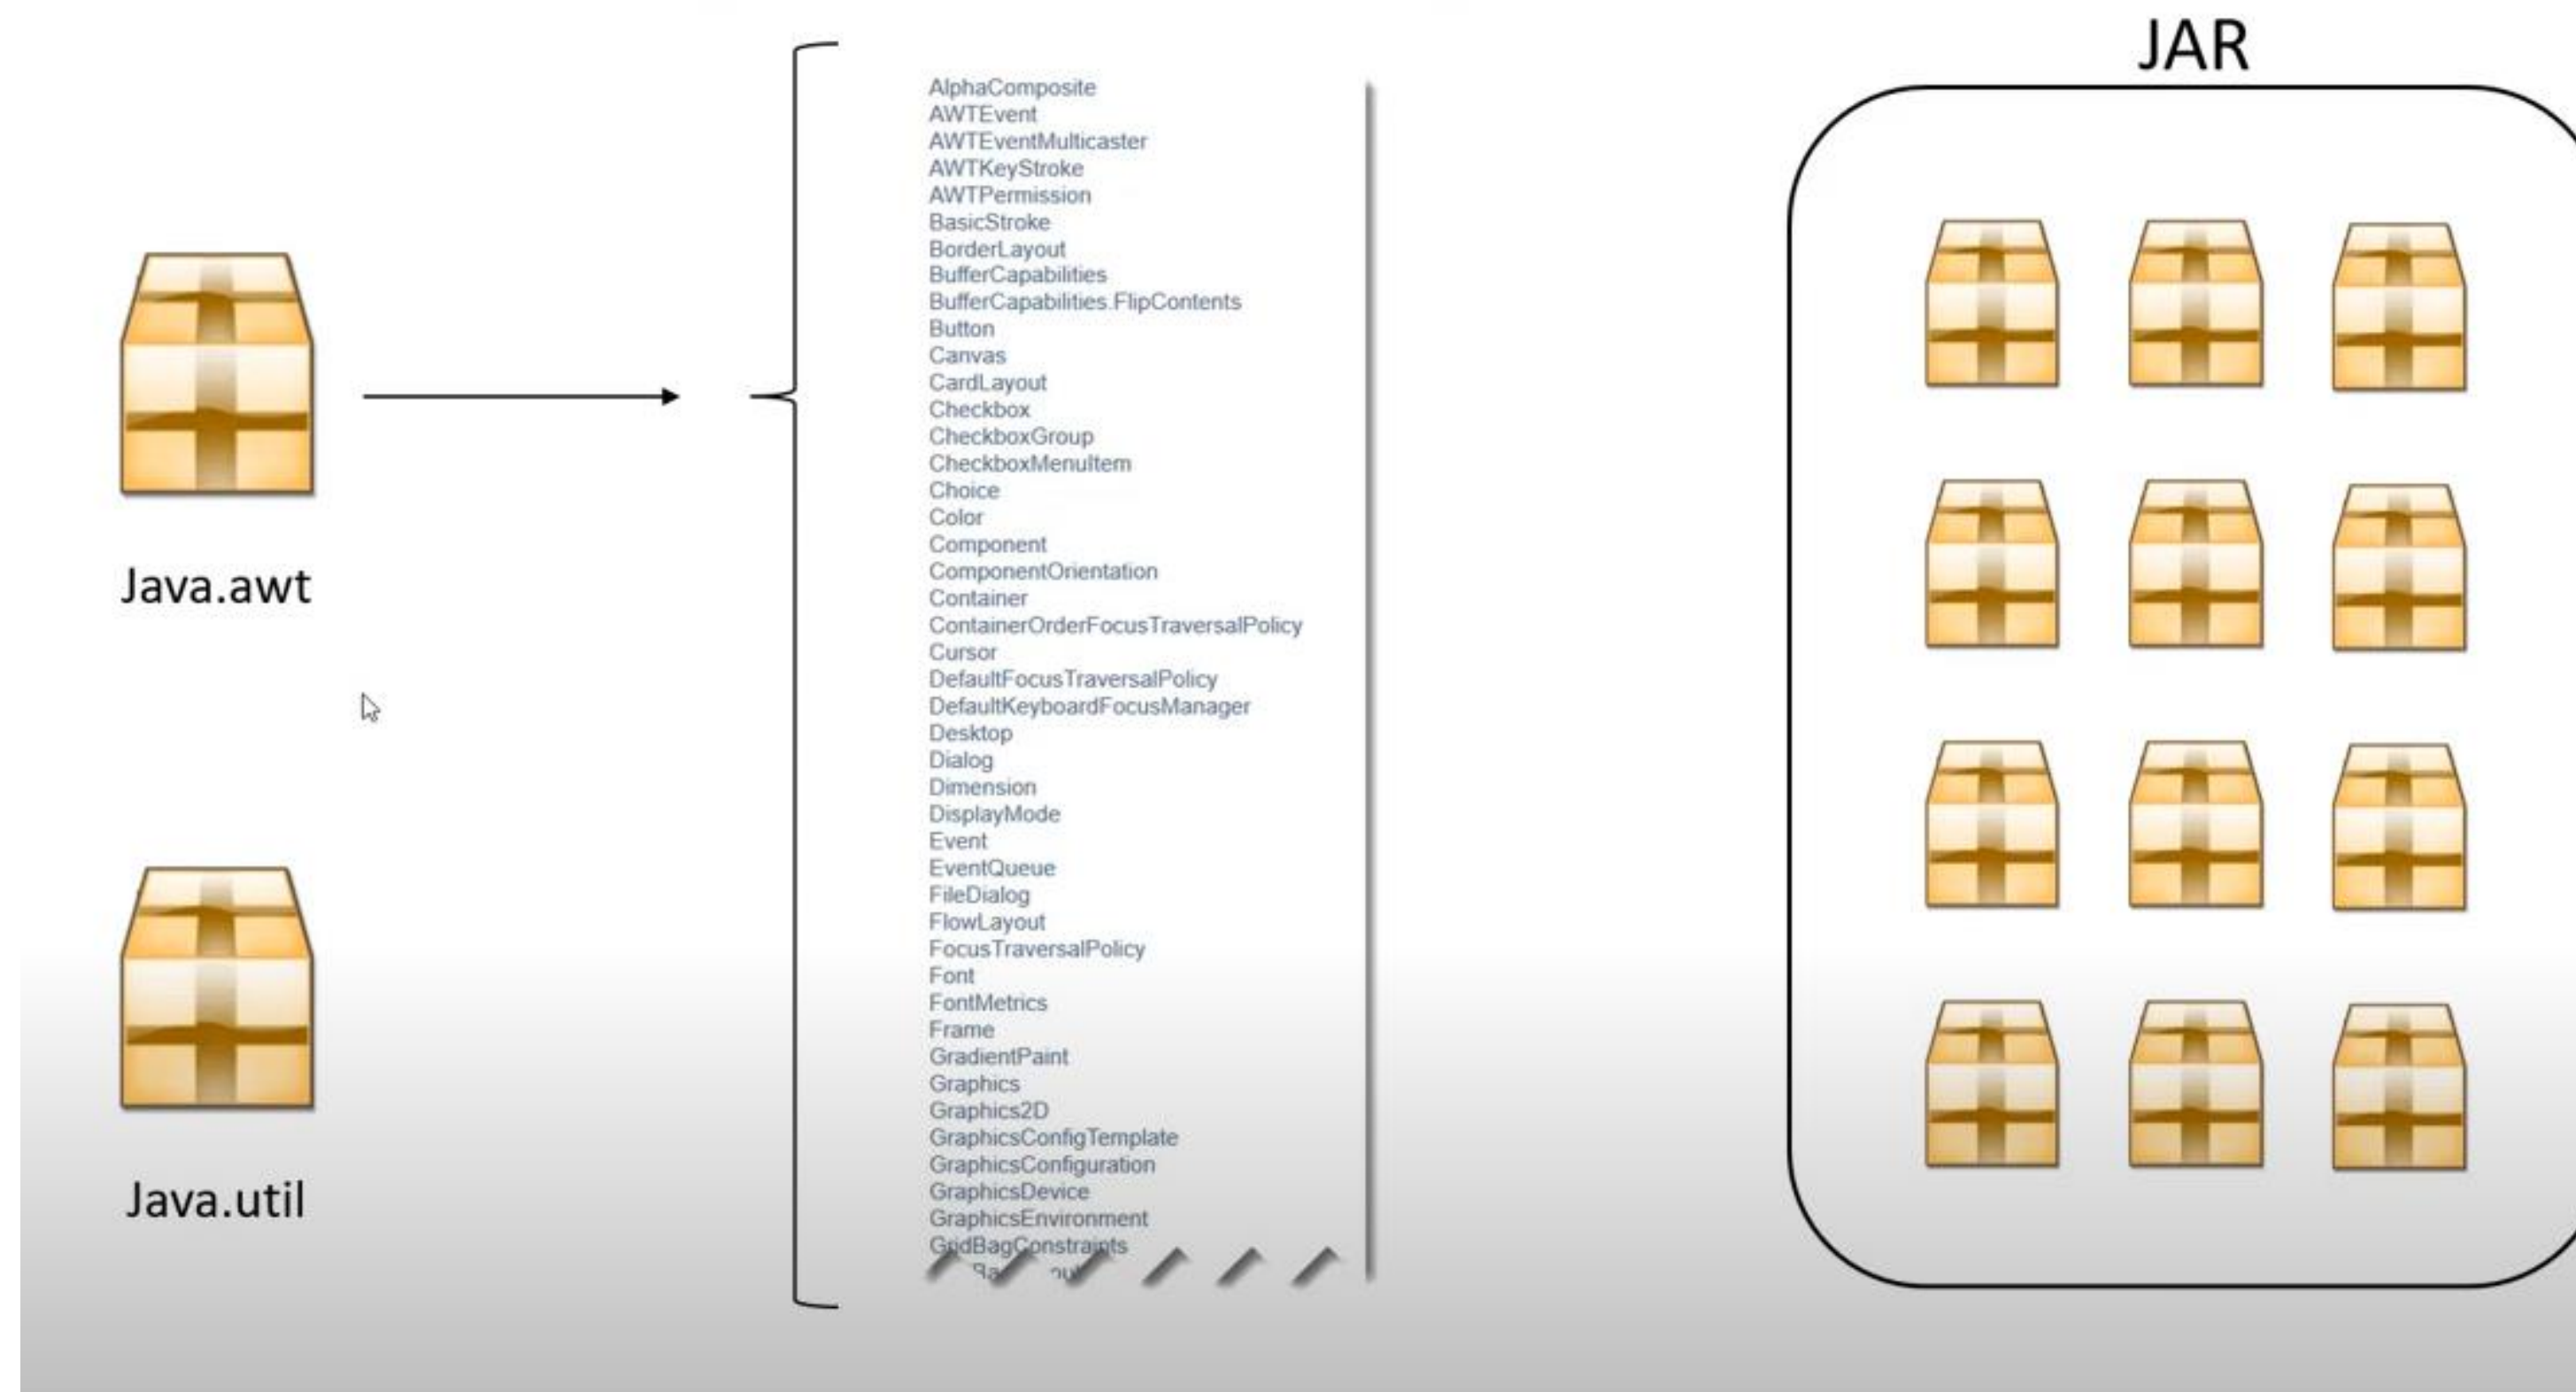 JAR
AlphaComposite
AWTEvent
AWTEventMulticaster
AWTKeyStroke
AWTPermission
BasicStroke
BorderLayout
BufferCapabilities
BufferCapabilities.FlipContents
Button
Canvas
CardLayout
Checkbox
CheckboxGroup
CheckboxMenuItem
Choice
Color
Component
ComponentOrientation
Container
ContainerOrderFocusTraversalPolicy
Cursor
DefaultFocusTraversalPolicy
DefaultKeyboardFocusManager
Desktop
Dialog
Dimension
DisplayMode
Event
EventQueue
FileDialog
FlowLayout
FocusTraversalPolicy
Font
FontMetrics
Frame
GradientPaint
Graphics
Graphics2D
GraphicsConfigTemplate
GraphicsConfiguration
GraphicsDevice
GraphicsEnvironment
GridBagConstraints
Java.awt
Java.util